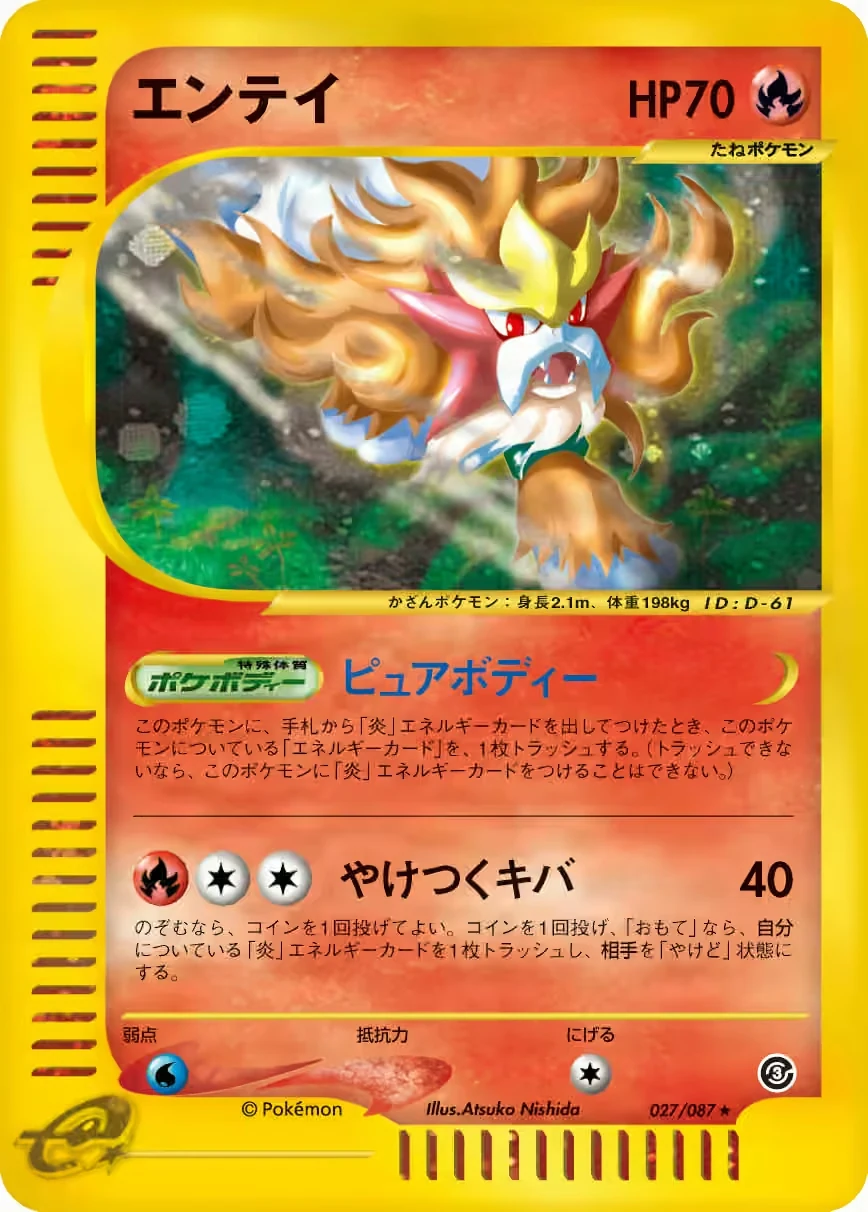 エンテイ HP70
たねポケモン
かざんポケモン：身長2.1m、体重198kg ID：D-61
特殊体質
ポケボディー ピュアボディー
このポケモンに、手札から「炎」エネルギーカードを出してつけたとき、このポケ
モンについている「エネルギーカード」を、1枚トラッシュする。（トラッシュできな
いなら、このポケモンに「炎」エネルギーカードをつけることはできない。）
やけつくキバ 40
のぞむなら、コインを1回投げてよい。コインを1回投げ、「おもて」なら、自分
についている「炎」エネルギーカードを1枚トラッシュし、相手を「やけど」状態に
する。
弱点 抵抗力 にげる
3
© Pokémon Illus.Atsuko Nishida 027/087 ★
e